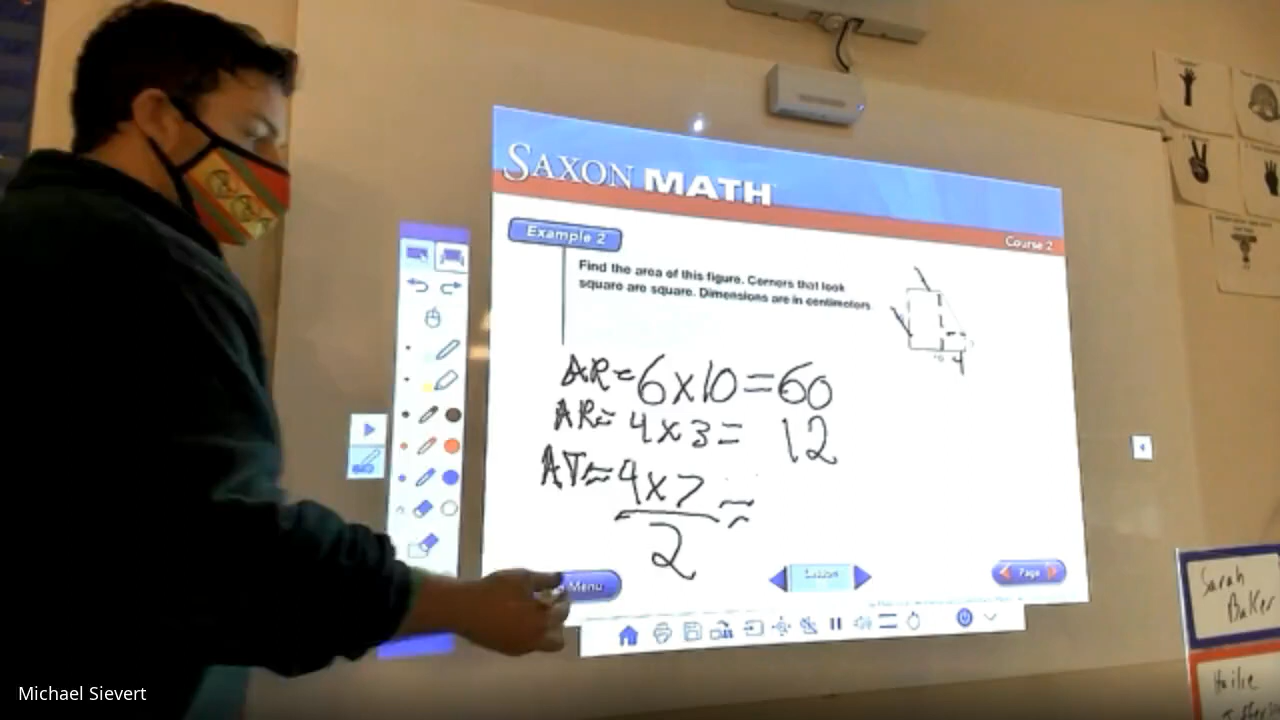 SAXON MATH
Example 2
Course 2
Find the area of this figure. Corners that look
square are square. Dimensions are in centimeters
4
AR=6x10=60
AR=4x3= 12
AT=4x7=
2
Menu
Lesson
Page
Sarah
Baker
Hailie
Michael Sievert